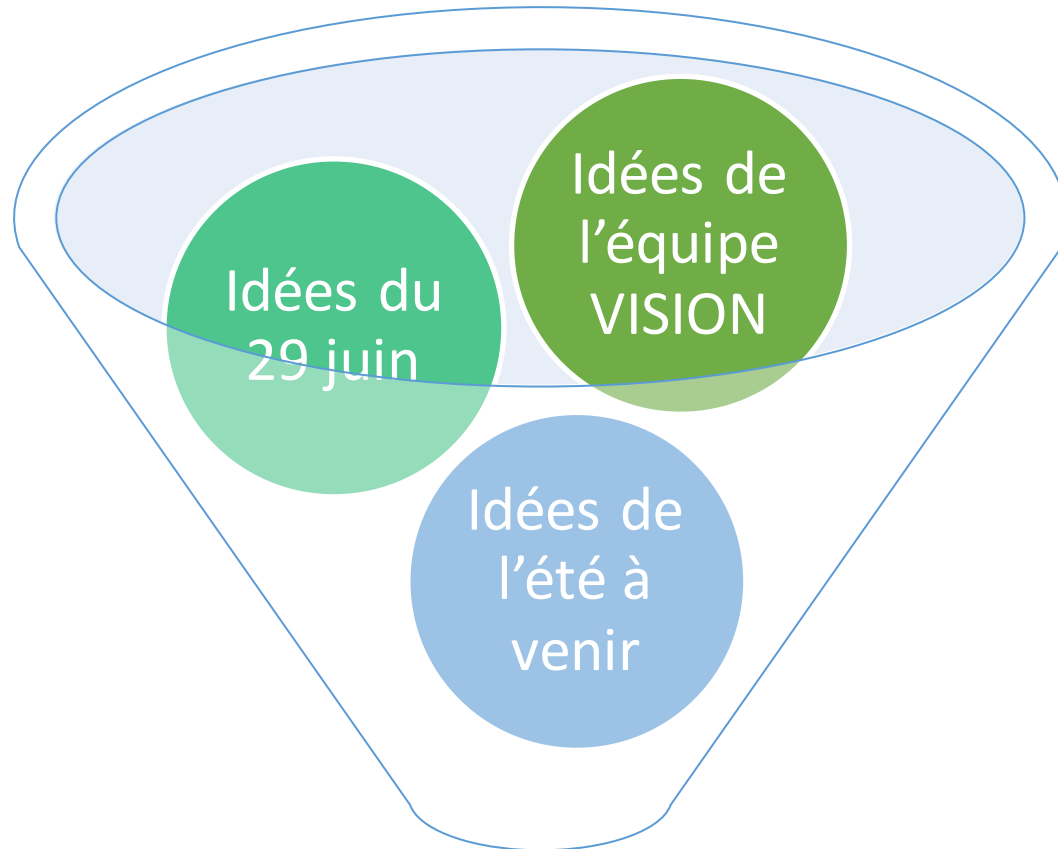 Idées de
l’équipe
VISION
Idées du
29 juin
Idées de
l’été à
venir